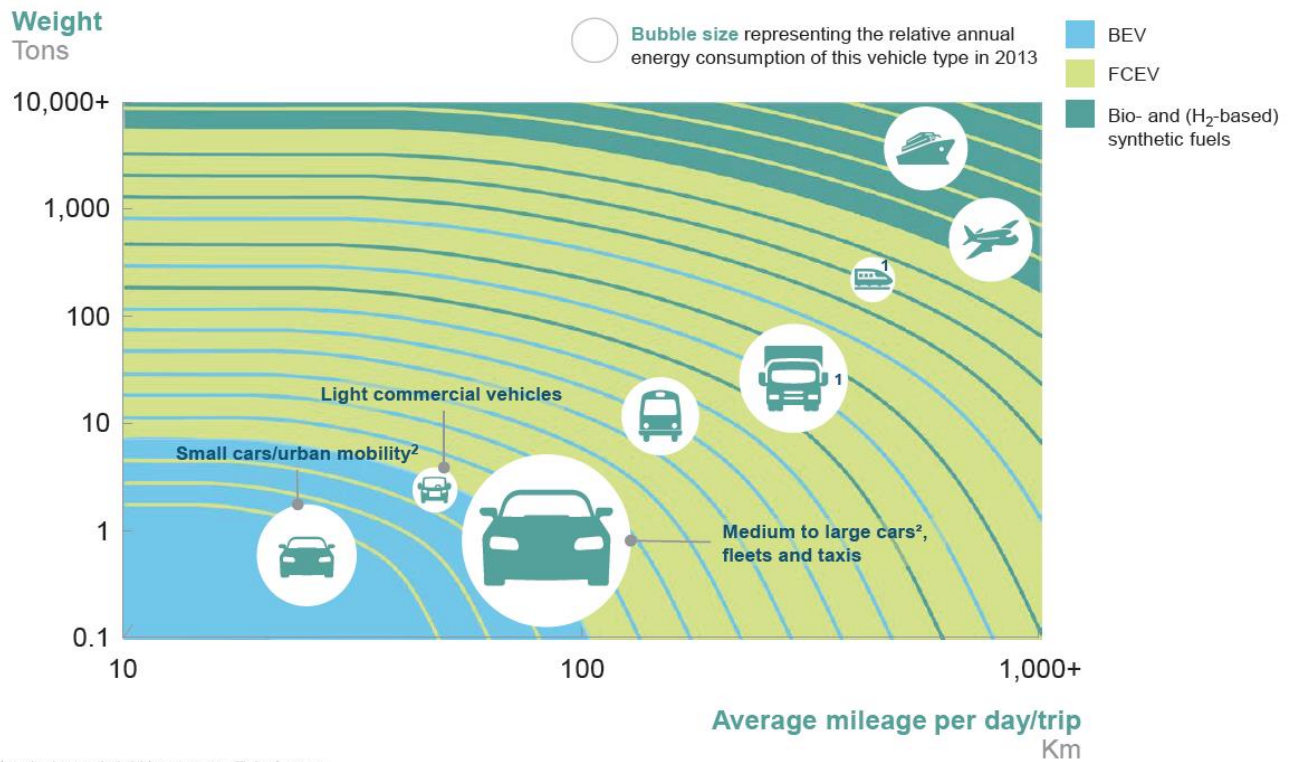 Weight
Tons
Bubble size representing the relative annual
energy consumption of this vehicle type in 2013
BEV
FCEV
Bio- and (H₂-based)
synthetic fuels
10,000+
1,000
100
10
1
0.1
1
1
Light commercial vehicles
Small cars/urban mobility²
Medium to large cars²,
fleets and taxis
10
100
1,000+
Average mileage per day/trip
Km